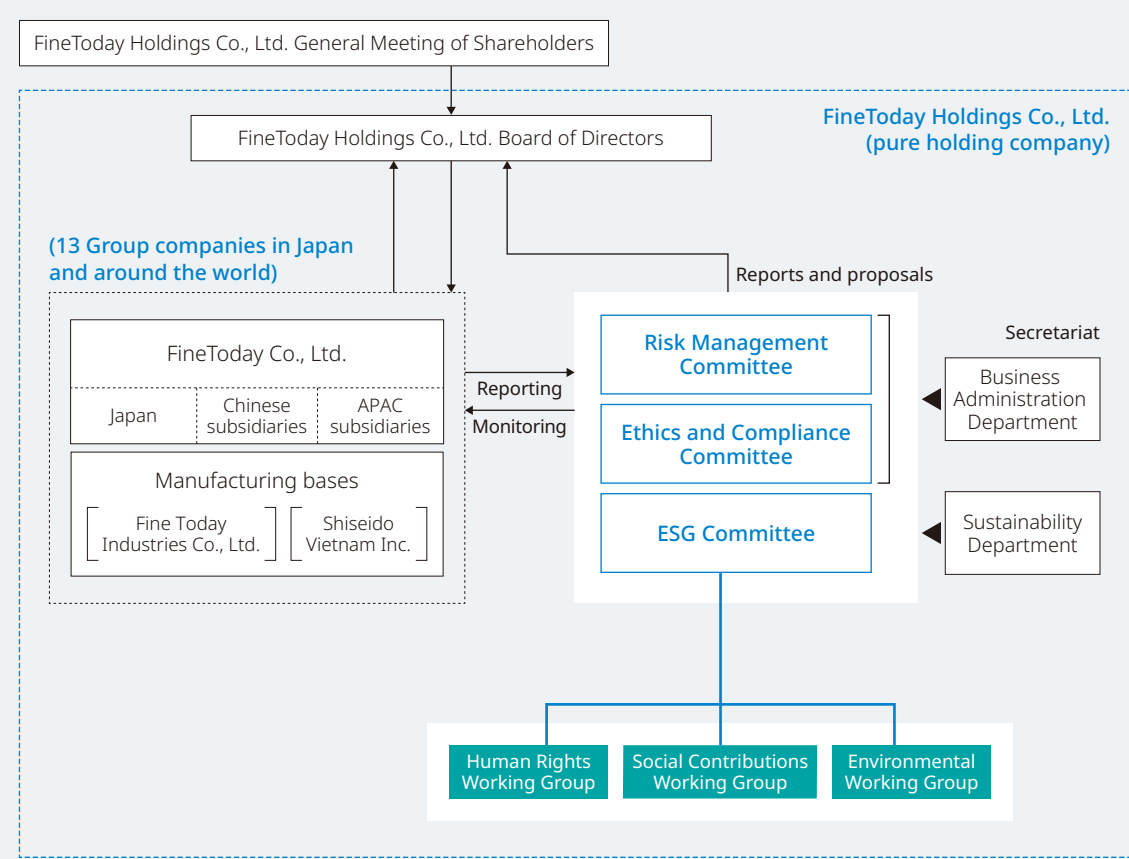 FineToday Holdings Co., Ltd. General Meeting of Shareholders
FineToday Holdings Co., Ltd.
(pure holding company)
FineToday Holdings Co., Ltd. Board of Directors
(13 Group companies in Japan
and around the world)
Reports and proposals
FineToday Co., Ltd.
Japan
Chinese
subsidiaries
APAC
subsidiaries
Manufacturing bases
Fine Today
Industries Co., Ltd.
Shiseido
Vietnam Inc.
Reporting
Monitoring
Risk Management
Committee
Ethics and Compliance
Committee
ESG Committee
Secretariat
Business
Administration
Department
Sustainability
Department
Human Rights
Working Group
Social Contributions
Working Group
Environmental
Working Group